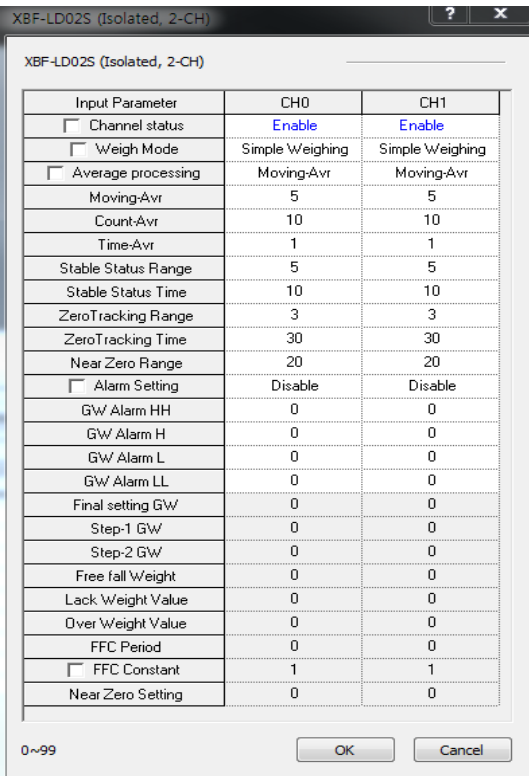 XBF-LD02S (Isolated, 2-CH)
? x
XBF-LD02S (Isolated, 2-CH)
Input Parameter CH0 CH1
Channel status Enable Enable
Weigh Mode Simple Weighing Simple Weighing
Average processing Moving-Avr Moving-Avr
Moving-Avr 5 5
Count-Avr 10 10
Time-Avr 1 1
Stable Status Range 5 5
Stable Status Time 10 10
ZeroTracking Range 3 3
ZeroTracking Time 30 30
Near Zero Range 20 20
Alarm Setting Disable Disable
GW Alarm HH 0 0
GW Alarm H 0 0
GW Alarm L 0 0
GW Alarm LL 0 0
Final setting GW 0 0
Step-1 GW 0 0
Step-2 GW 0 0
Free fall Weight 0 0
Lack Weight Value 0 0
Over Weight Value 0 0
FFC Period 0 0
FFC Constant 1 1
Near Zero Setting 0 0
0~99 OK Cancel